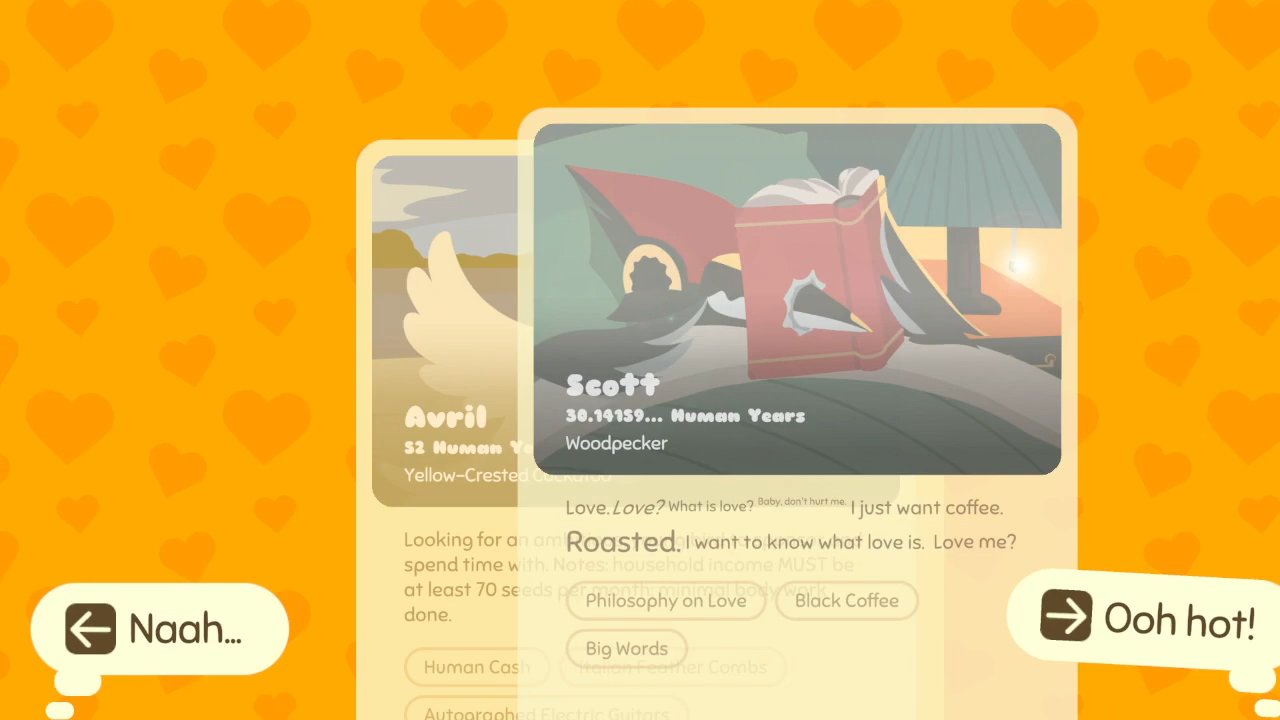 Scott
30.14159... Human Years
Woodpecker
Love. Love? What is love? Baby, don't hurt me. I just want coffee.
Roasted. I want to know what love is. Love me?
Philosophy on Love
Black Coffee
Big Words
Avril
52 Human Ye
Yellow-Crested Cockatoo
Looking for an
spend time with. Notes: household income MUST be
at least 70 seeds per month; minimal body work
done.
Human Cash
Italian Feather Combs
Autographed Electric Guitars
Naah...
Ooh hot!